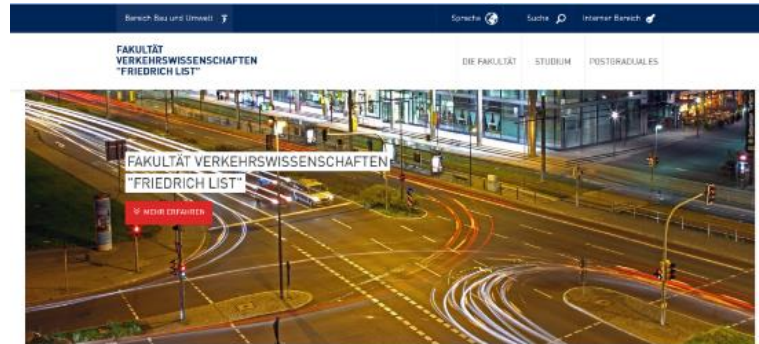 Bereich Bau und Umwelt
Sprache
Suche
Interner Bereich
FAKULTÄT
VERKEHRSWISSENSCHAFTEN
"FRIEDRICH LIST"
DIE FAKULTÄT
STUDIUM
POSTGRADUALES
FAKULTÄT VERKEHRSWISSENSCHAFTEN
"FRIEDRICH LIST"
MEHR ERFAHREN